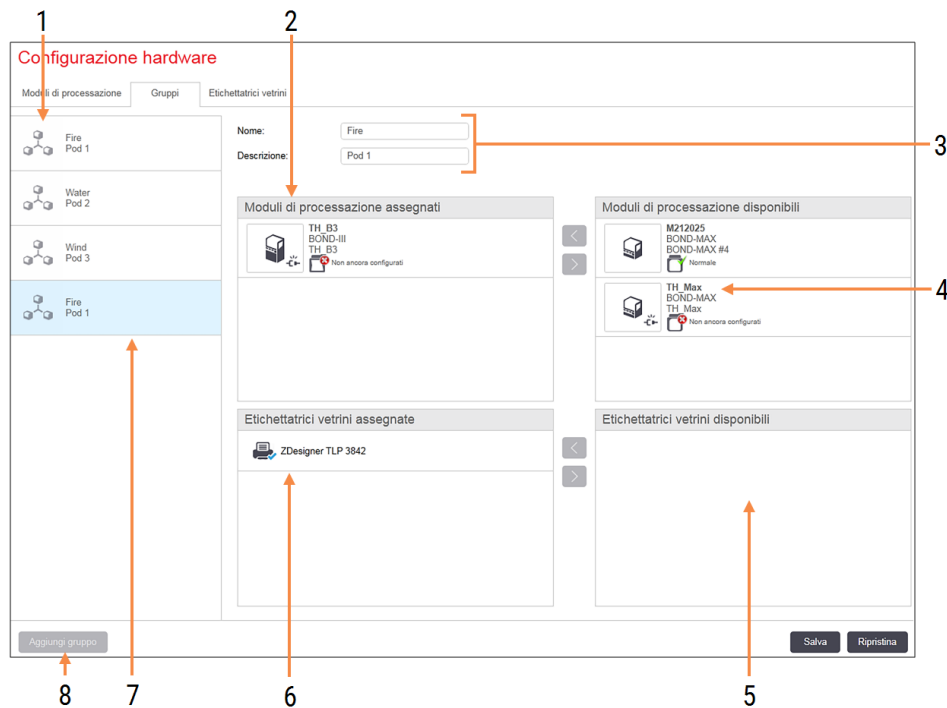 1
2
Configurazione hardware
Moduli di processazione
Gruppi
Etichettatrici vetrini
Fire
Pod 1
Water
Pod 2
Wind
Pod 3
Fire
Pod 1
Nome:
Fire
Descrizione:
Pod 1
3
Moduli di processazione assegnati
TH_B3
BOND-III
TH_B3
Non ancora configurati
<
>
Moduli di processazione disponibili
M212025
BOND-MAX
BOND-MAX #4
Normale
TH_Max
BOND-MAX
TH_Max
Non ancora configurati
4
Etichettatrici vetrini assegnate
ZDesigner TLP 3842
<
>
Etichettatrici vetrini disponibili
Aggiungi gruppo
Salva
Ripristina
8
7
6
5